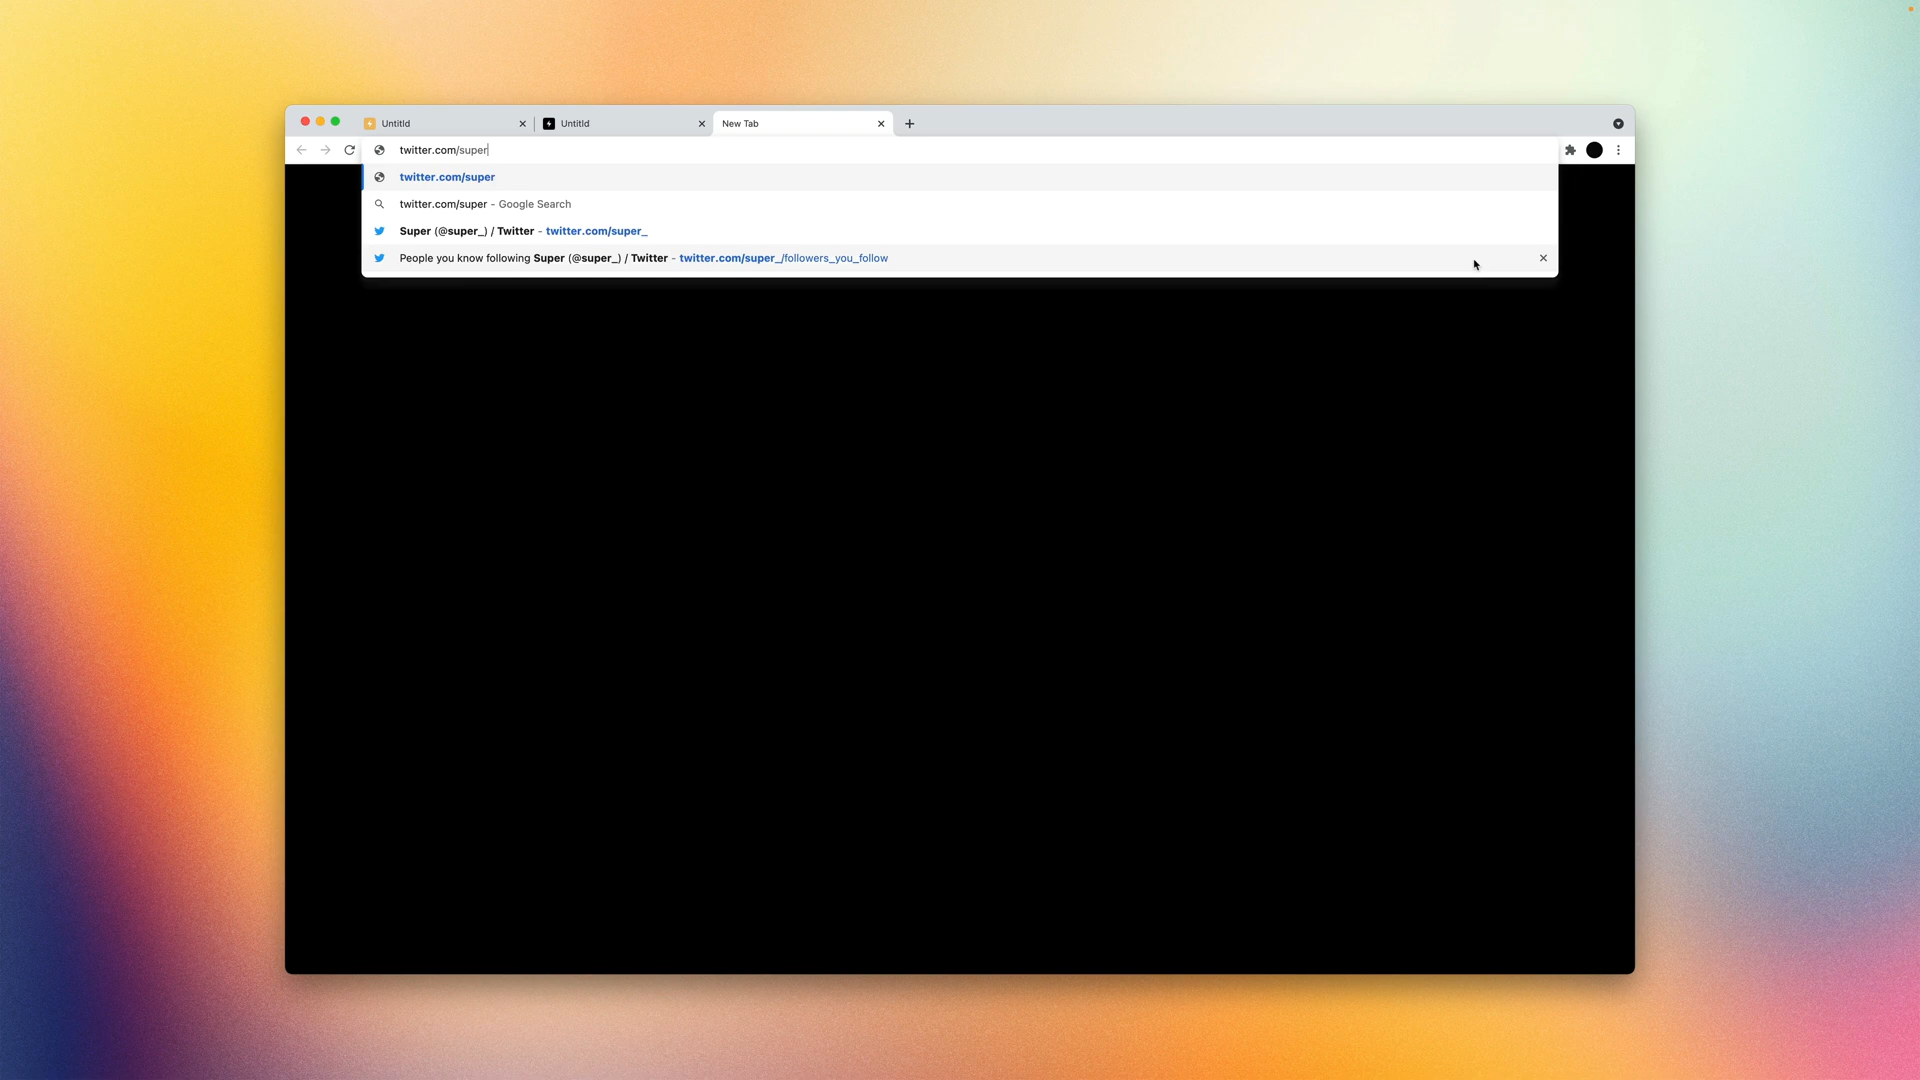 Untitld
Untitld
New Tab
twitter.com/super
twitter.com/super
twitter.com/super - Google Search
Super (@super_) / Twitter - twitter.com/super_
People you know following Super (@super_) / Twitter - twitter.com/super_/followers_you_follow